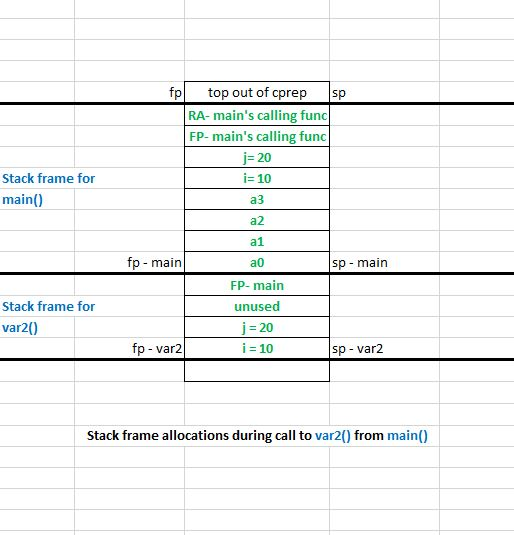 fp top out of cprep sp
RA- main's calling func
FP- main's calling func
j= 20
Stack frame for i= 10
main() a3
a2
a1
fp - main a0 sp - main
FP- main
Stack frame for unused
var2() j = 20
fp - var2 i = 10 sp - var2
Stack frame allocations during call to var2() from main()